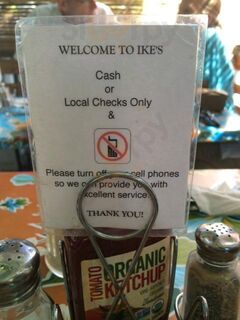 WELCOME TO IKE'S
Cash
or
Local Checks Only
&
Please turn off your cell phones
so we can provide you with
excellent service.
THANK YOU!
TOMATO
ORGANIC
KETCHUP